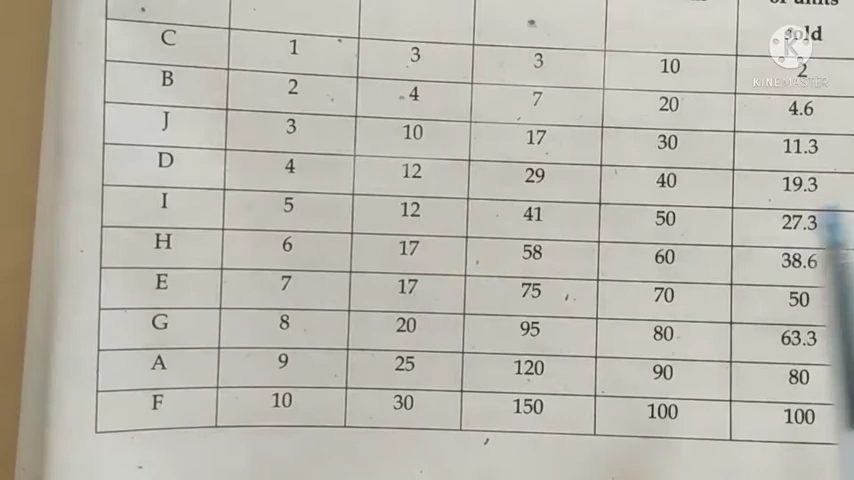 of units
sold
C 1 3 3 10 2
B 2 4 7 20 4.6
J 3 10 17 30 11.3
D 4 12 29 40 19.3
I 5 12 41 50 27.3
H 6 17 58 60 38.6
E 7 17 75 70 50
G 8 20 95 80 63.3
A 9 25 120 90 80
F 10 30 150 100 100
KINEMASTER